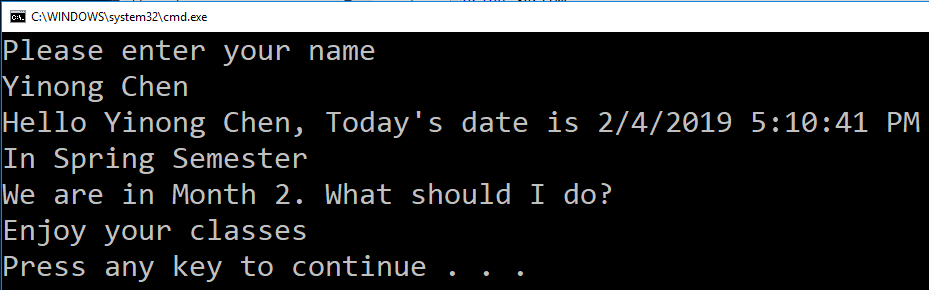 C:\WINDOWS\system32\cmd.exe
Please enter your name
Yinong Chen
Hello Yinong Chen, Today's date is 2/4/2019 5:10:41 PM
In Spring Semester
We are in Month 2. What should I do?
Enjoy your classes
Press any key to continue . . .